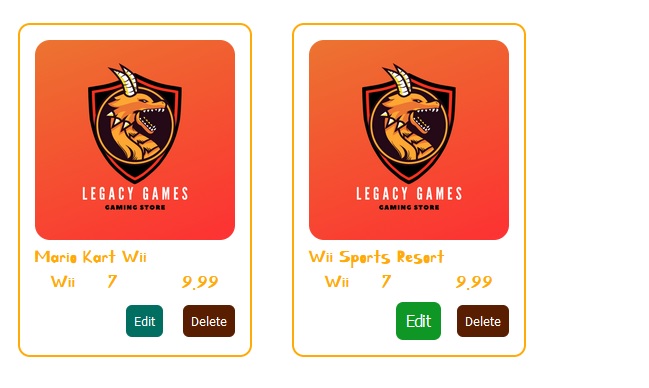 LEGACY GAMES
GAMING STORE
Mario Kart Wii
Wii 7 9,99
Edit Delete
LEGACY GAMES
GAMING STORE
Wii Sports Resort
Wii 7 9,99
Edit Delete